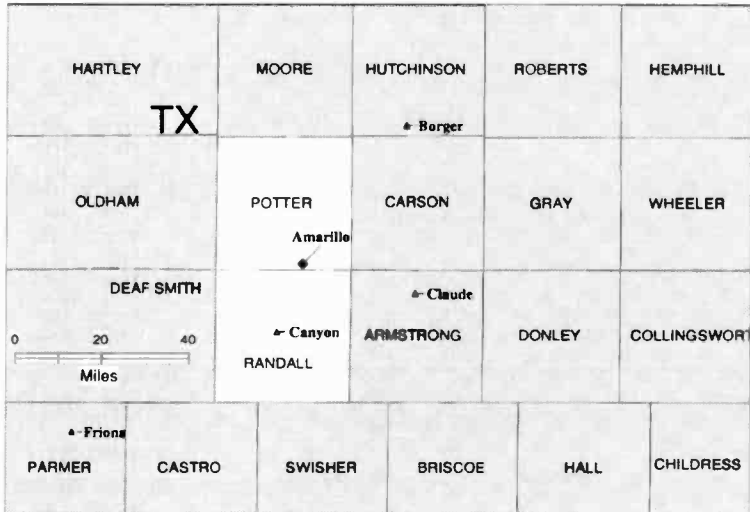 HARTLEY MOORE HUTCHINSON ROBERTS HEMPHILL
TX
Borger
OLDHAM POTTER CARSON GRAY WHEELER
Amarillo
DEAF SMITH
Claude
0 20 40
Miles
Canyon
RANDALL
ARMSTRONG DONLEY COLLINGSWORT
Friona
PARMER CASTRO SWISHER BRISCOE HALL CHILDRESS